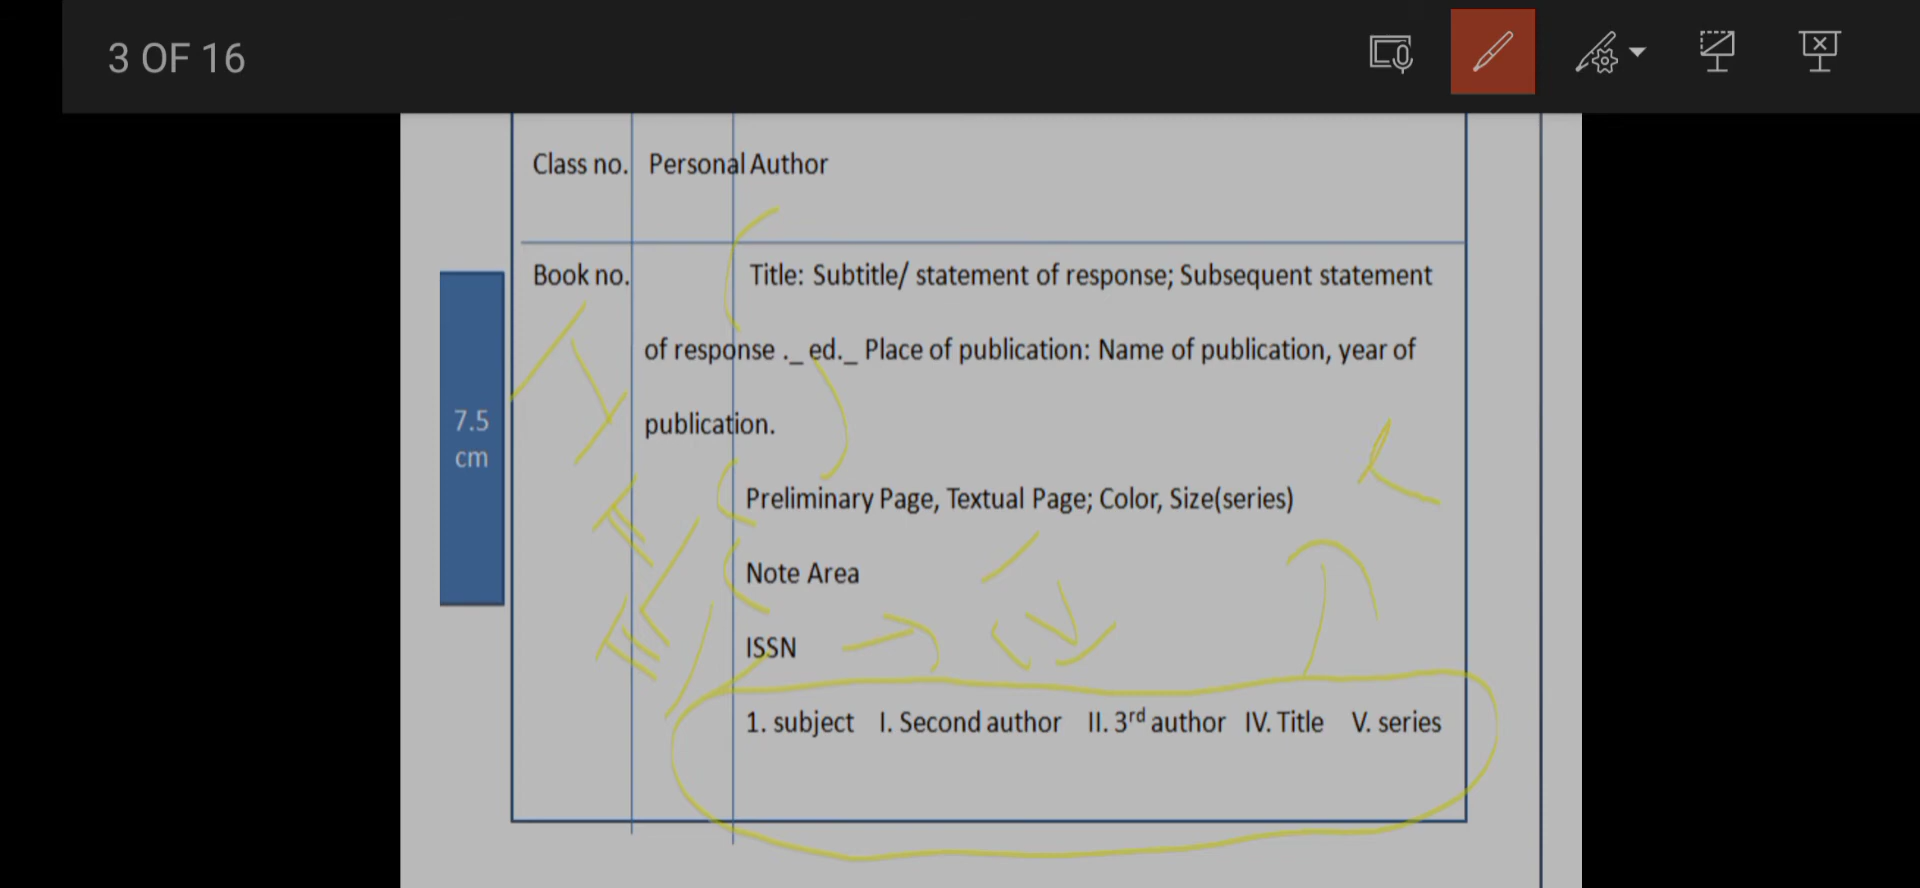 3 OF 16
Class no. Personal Author
Book no. Title: Subtitle/ statement of response; Subsequent statement
of response ._ ed._ Place of publication: Name of publication, year of
7.5
cm
publication.
Preliminary Page, Textual Page; Color, Size(series)
Note Area
ISSN
1. subject I. Second author II. 3rd author IV. Title V. series
I
II
III